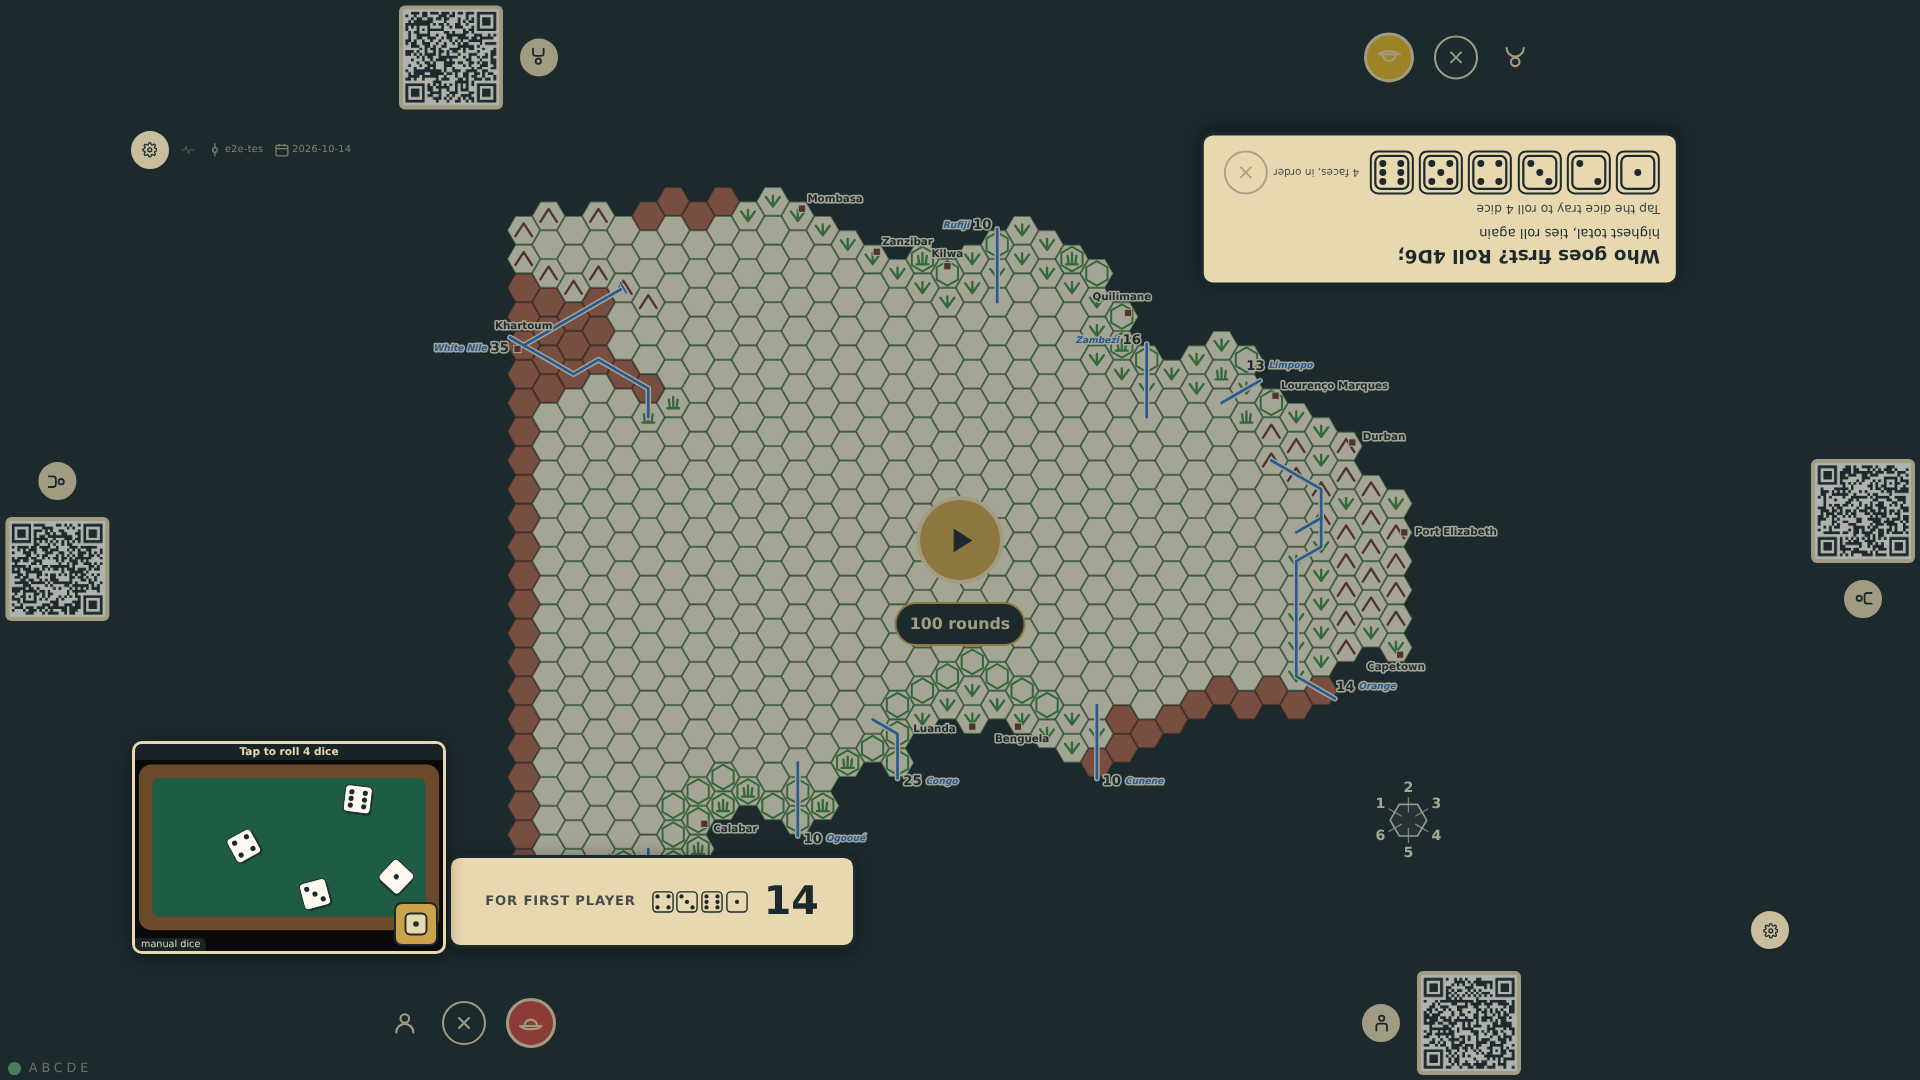 e2e-tes
2026-10-14
4 faces, in order
Tap the dice tray to roll 4 dice
highest total, ties roll again
Who goes first? Roll 4D6;
Mombasa
Rufiji 10
Zanzibar
Kilwa
Quilimane
Khartoum
White Nile 35
Zambezi 16
13 Limpopo
Lourenço Marques
Durban
Port Elizabeth
100 rounds
Capetown
14 Orange
Luanda
Benguela
25 Congo
10 Cunene
Calabar
10 Ogooué
2
1
3
6
4
5
Tap to roll 4 dice
manual dice
FOR FIRST PLAYER
14
ABCDE